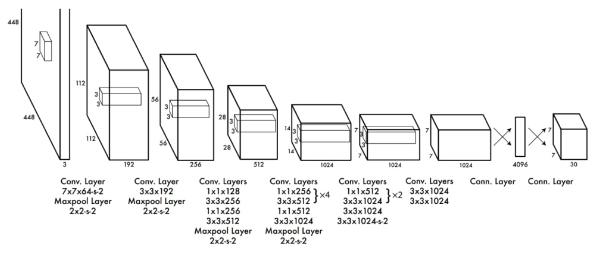 448
7
7
448
3
112
3
3
112
192
56
3
3
56
256
28
3
3
28
512
14
3
3
14
1024
7
3
3
7
1024
7
7
1024
4096
7
7
30
Conv. Layer
7x7x64-s-2
Maxpool Layer
2x2-s-2
Conv. Layer
3x3x192
Maxpool Layer
2x2-s-2
Conv. Layers
1x1x128
3x3x256
1x1x256
3x3x512
Maxpool Layer
2x2-s-2
Conv. Layers
1x1x256
3x3x512
}×4
1x1x512
3x3x1024
Maxpool Layer
2x2-s-2
Conv. Layers
1x1x512
3x3x1024
}×2
3x3x1024
3x3x1024-s-2
Conv. Layers
3x3x1024
3x3x1024
Conn. Layer
Conn. Layer